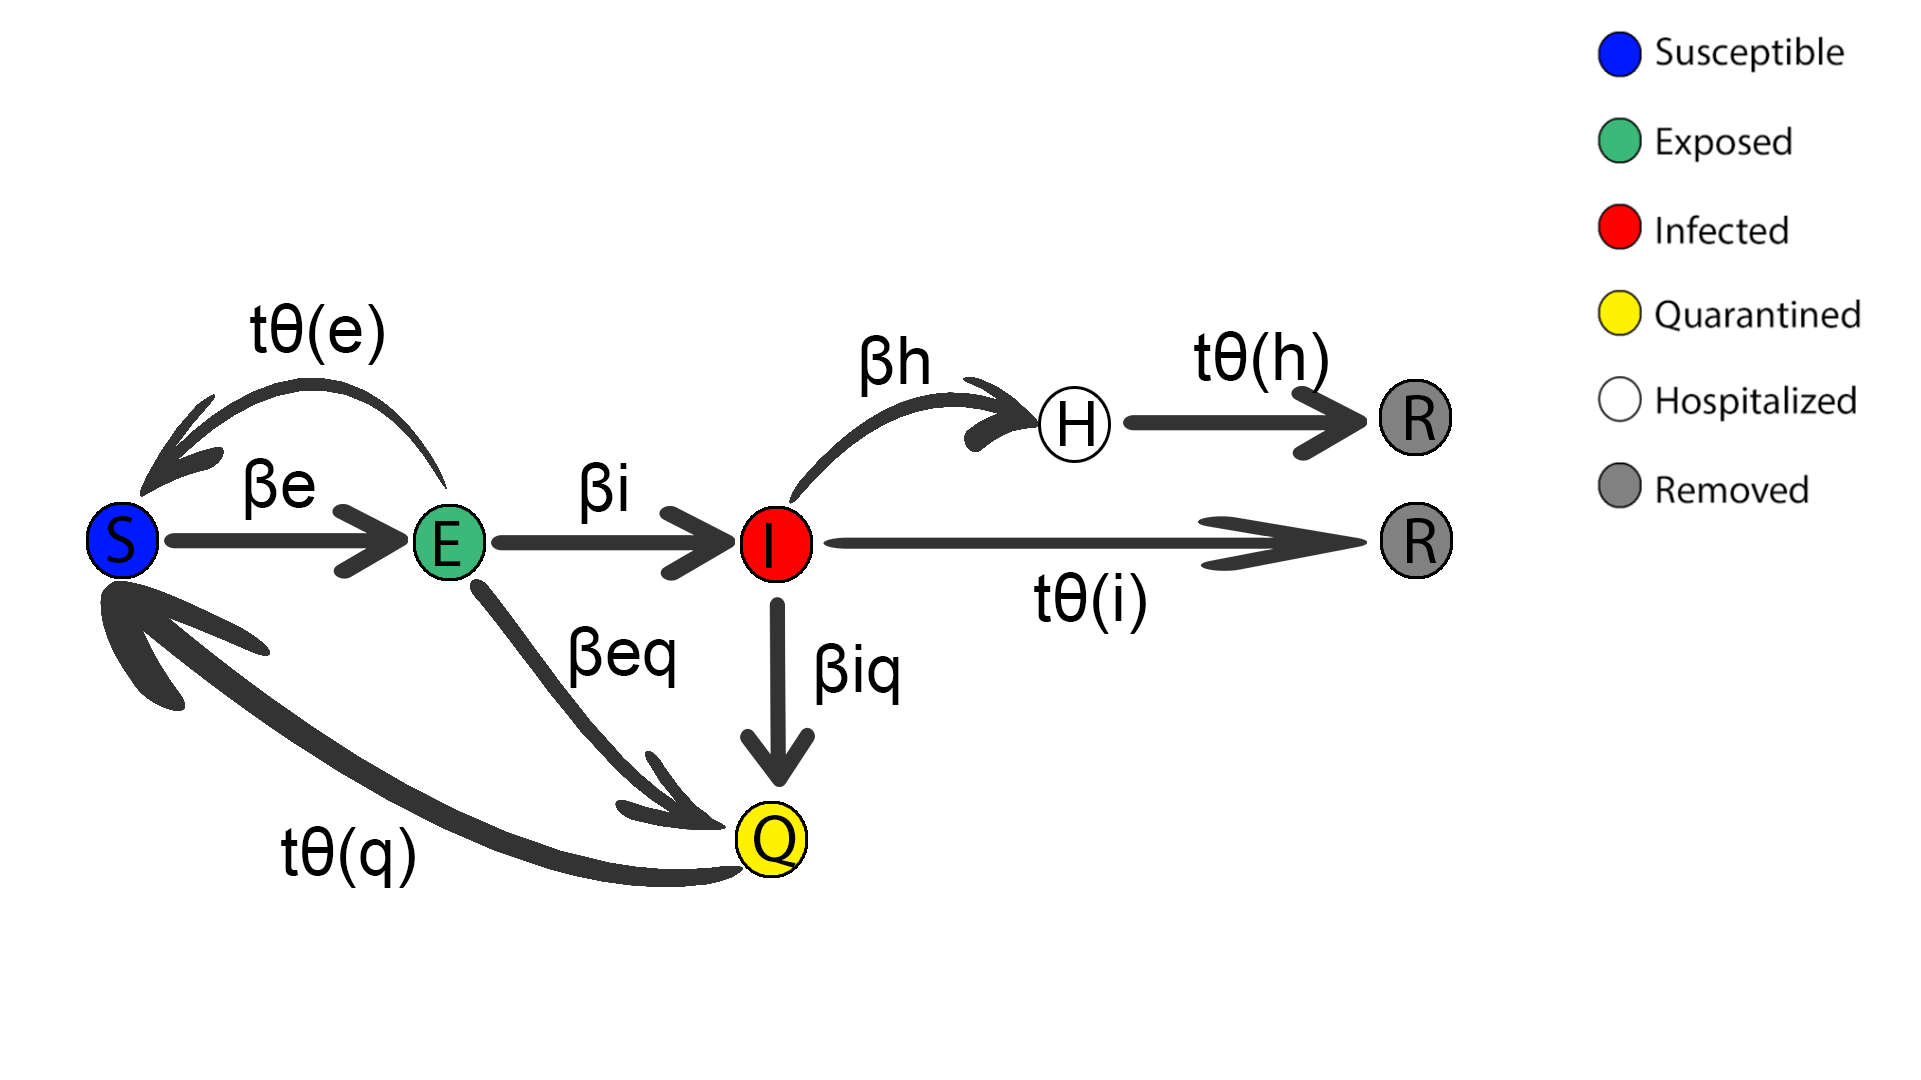 Susceptible
Exposed
Infected
Quarantined
Hospitalized
Removed
tθ(e)
βh
tθ(h)
H
R
βe
βi
S
E
I
R
tθ(i)
βeq
βiq
tθ(q)
Q